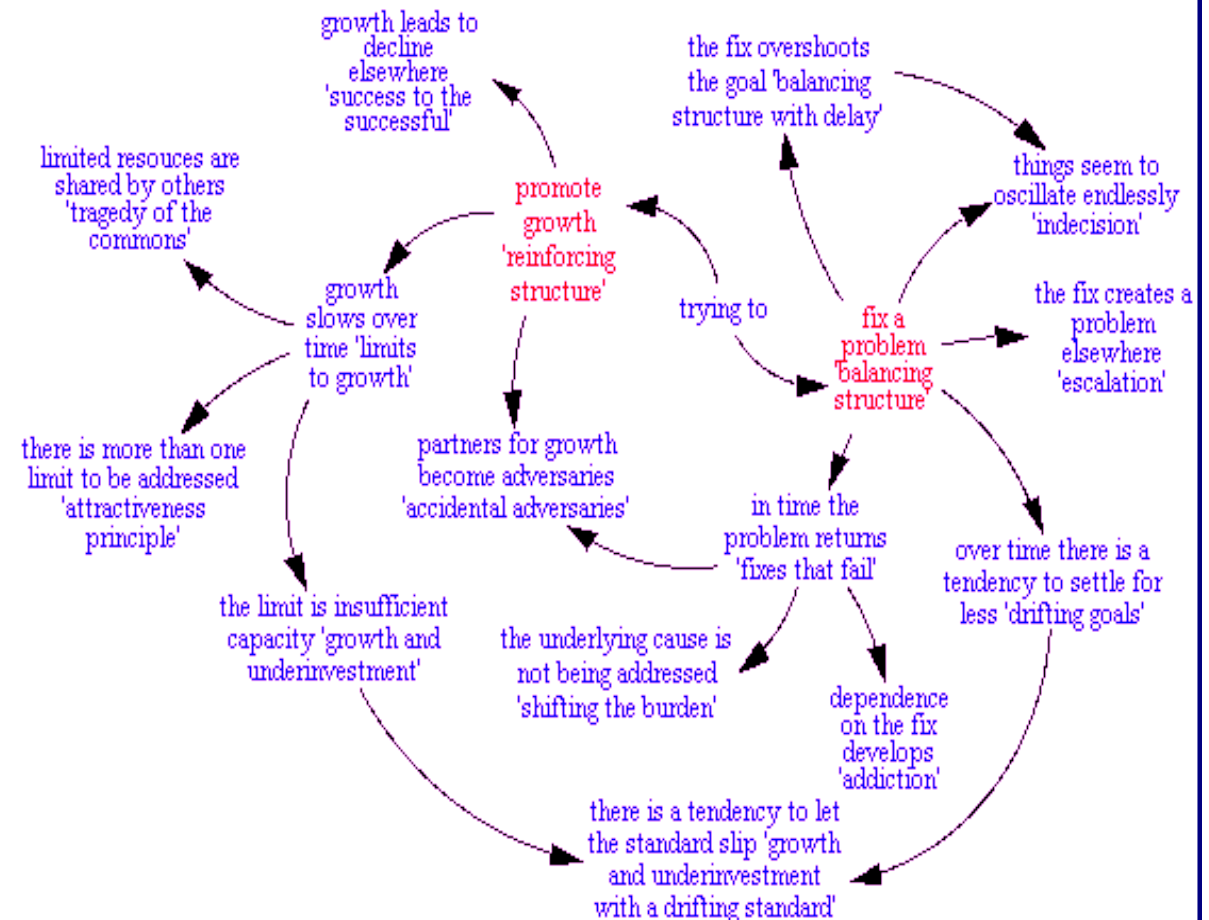 growth leads to
decline
elsewhere
'success to the
successful'
the fix overshoots
the goal 'balancing
structure with delay'
limited resouces are
shared by others
'tragedy of the
commons'
promote
growth
'reinforcing
structure'
things seem to
oscillate endlessly
'indecision'
growth
slows over
time 'limits
to growth'
trying to
fix a
problem
'balancing
structure'
the fix creates a
problem
elsewhere
'escalation'
there is more than one
limit to be addressed
'attractiveness
principle'
partners for growth
become adversaries
'accidental adversaries'
in time the
problem returns
'fixes that fail'
over time there is a
tendency to settle for
less 'drifting goals'
the limit is insufficient
capacity 'growth and
underinvestment'
the underlying cause is
not being addressed
'shifting the burden'
dependence
on the fix
develops
'addiction'
there is a tendency to let
the standard slip 'growth
and underinvestment
with a drifting standard'